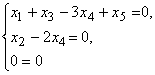 x₁ + x₃ − 3x₄ + x₅ = 0,
x₂ − 2x₄ = 0,
0 = 0